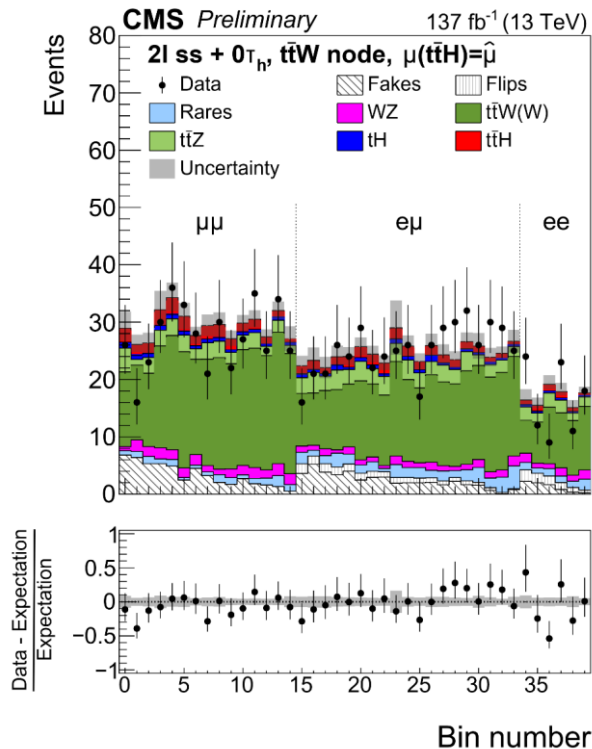 CMS Preliminary 137 fb⁻¹ (13 TeV)
2l ss + 0τh, tt̄W node, μ(tt̄H)=μ̂
Data Fakes Flips
Rares WZ tt̄W(W)
tt̄Z tH tt̄H
Uncertainty
μμ eμ ee
Events
80
70
60
50
40
30
20
10
0
Data - Expectation
Expectation
1
0.5
0
−0.5
−1
0 5 10 15 20 25 30 35
Bin number